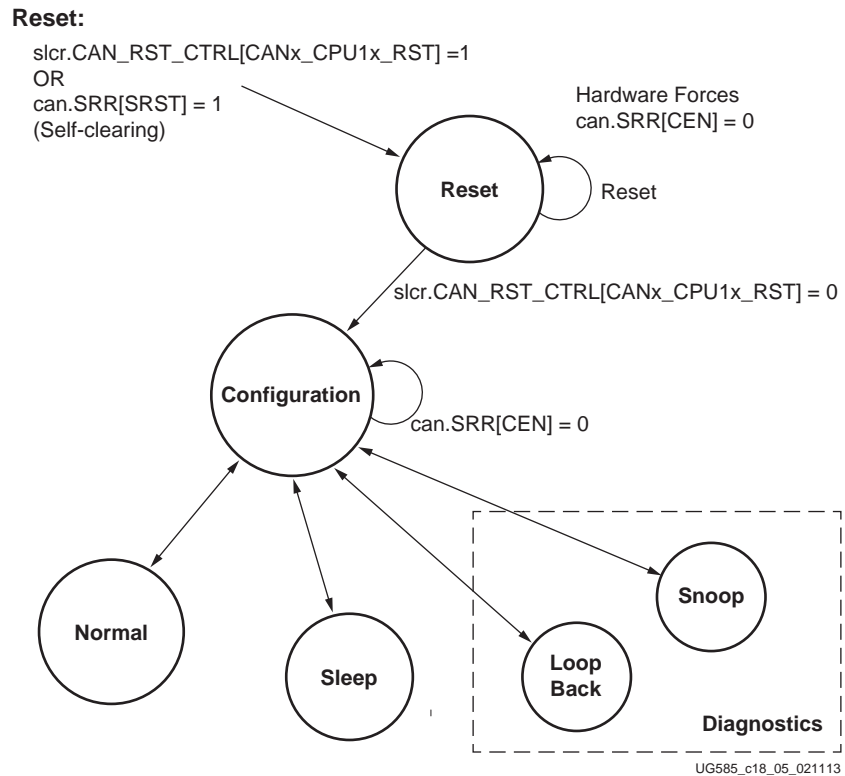 Reset:
slcr.CAN_RST_CTRL[CANx_CPU1x_RST] =1
OR
can.SRR[SRST] = 1
(Self-clearing)
Hardware Forces
can.SRR[CEN] = 0
Reset
Reset
slcr.CAN_RST_CTRL[CANx_CPU1x_RST] = 0
Configuration
can.SRR[CEN] = 0
Normal
Sleep
Loop
Back
Snoop
Diagnostics
UG585_c18_05_021113